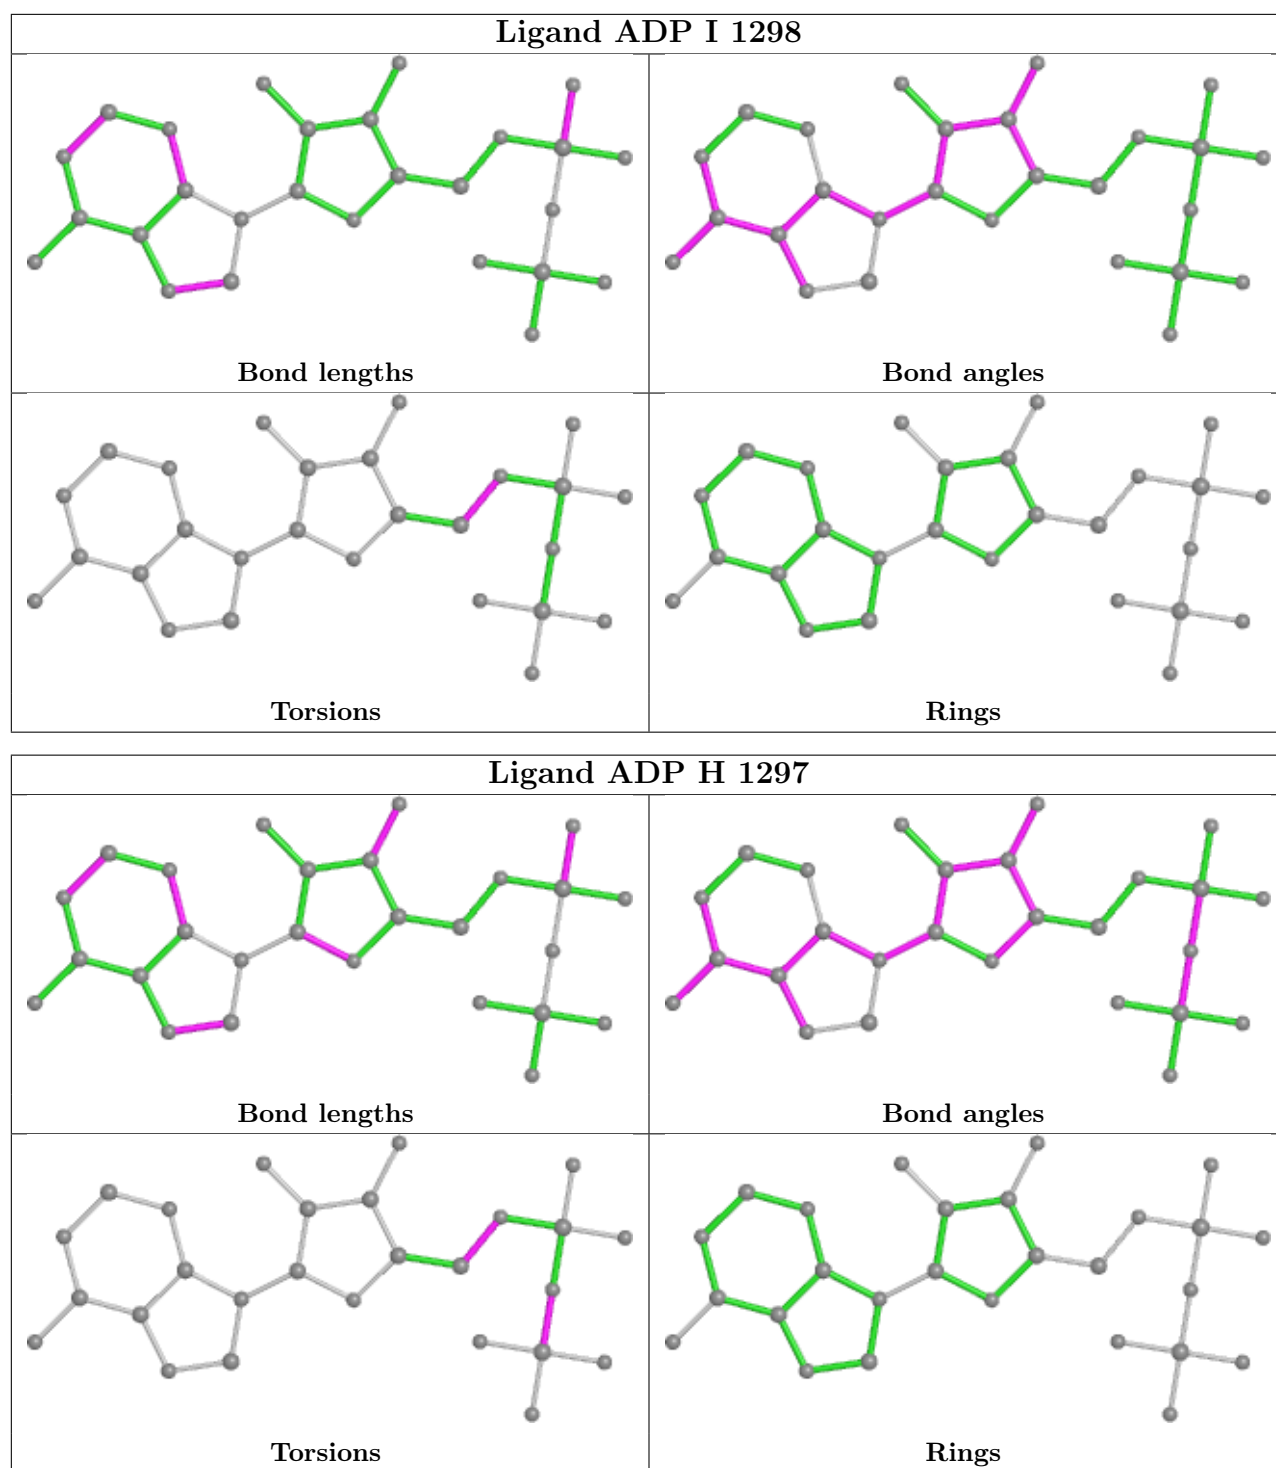 Ligand ADP I 1298
Bond lengths
Bond angles
Torsions
Rings
Ligand ADP H 1297
Bond lengths
Bond angles
Torsions
Rings